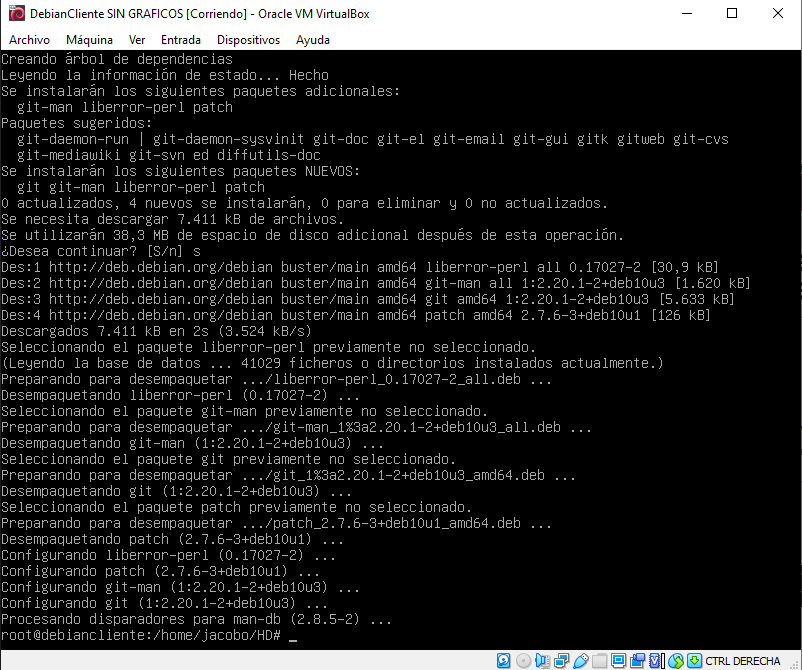 DebianCliente SIN GRAFICOS [Corriendo] - Oracle VM VirtualBox
Archivo Máquina Ver Entrada Dispositivos Ayuda
Creando árbol de dependencias
Leyendo la información de estado... Hecho
Se instalarán los siguientes paquetes adicionales:
  git-man liberror-perl patch
Paquetes sugeridos:
  git-daemon-run | git-daemon-sysvinit git-doc git-el git-email git-gui gitk gitweb git-cvs
  git-mediawiki git-svn ed diffutils-doc
Se instalarán los siguientes paquetes NUEVOS:
  git git-man liberror-perl patch
0 actualizados, 4 nuevos se instalarán, 0 para eliminar y 0 no actualizados.
Se necesita descargar 7.411 kB de archivos.
Se utilizarán 38,3 MB de espacio de disco adicional después de esta operación.
¿Desea continuar? [S/n] s
Des:1 http://deb.debian.org/debian buster/main amd64 liberror-perl all 0.17027-2 [30,9 kB]
Des:2 http://deb.debian.org/debian buster/main amd64 git-man all 1:2.20.1-2+deb10u3 [1.620 kB]
Des:3 http://deb.debian.org/debian buster/main amd64 git amd64 1:2.20.1-2+deb10u3 [5.633 kB]
Des:4 http://deb.debian.org/debian buster/main amd64 patch amd64 2.7.6-3+deb10u1 [126 kB]
Descargados 7.411 kB en 2s (3.524 kB/s)
Seleccionando el paquete liberror-perl previamente no seleccionado.
(Leyendo la base de datos ... 41029 ficheros o directorios instalados actualmente.)
Preparando para desempaquetar .../liberror-perl_0.17027-2_all.deb ...
Desempaquetando liberror-perl (0.17027-2) ...
Seleccionando el paquete git-man previamente no seleccionado.
Preparando para desempaquetar .../git-man_1%3a2.20.1-2+deb10u3_all.deb ...
Desempaquetando git-man (1:2.20.1-2+deb10u3) ...
Seleccionando el paquete git previamente no seleccionado.
Preparando para desempaquetar .../git_1%3a2.20.1-2+deb10u3_amd64.deb ...
Desempaquetando git (1:2.20.1-2+deb10u3) ...
Seleccionando el paquete patch previamente no seleccionado.
Preparando para desempaquetar .../patch_2.7.6-3+deb10u1_amd64.deb ...
Desempaquetando patch (2.7.6-3+deb10u1) ...
Configurando liberror-perl (0.17027-2) ...
Configurando patch (2.7.6-3+deb10u1) ...
Configurando git-man (1:2.20.1-2+deb10u3) ...
Configurando git (1:2.20.1-2+deb10u3) ...
Procesando disparadores para man-db (2.8.5-2) ...
root@debiancliente:/home/jacobo/HD# _
CTRL DERECHA